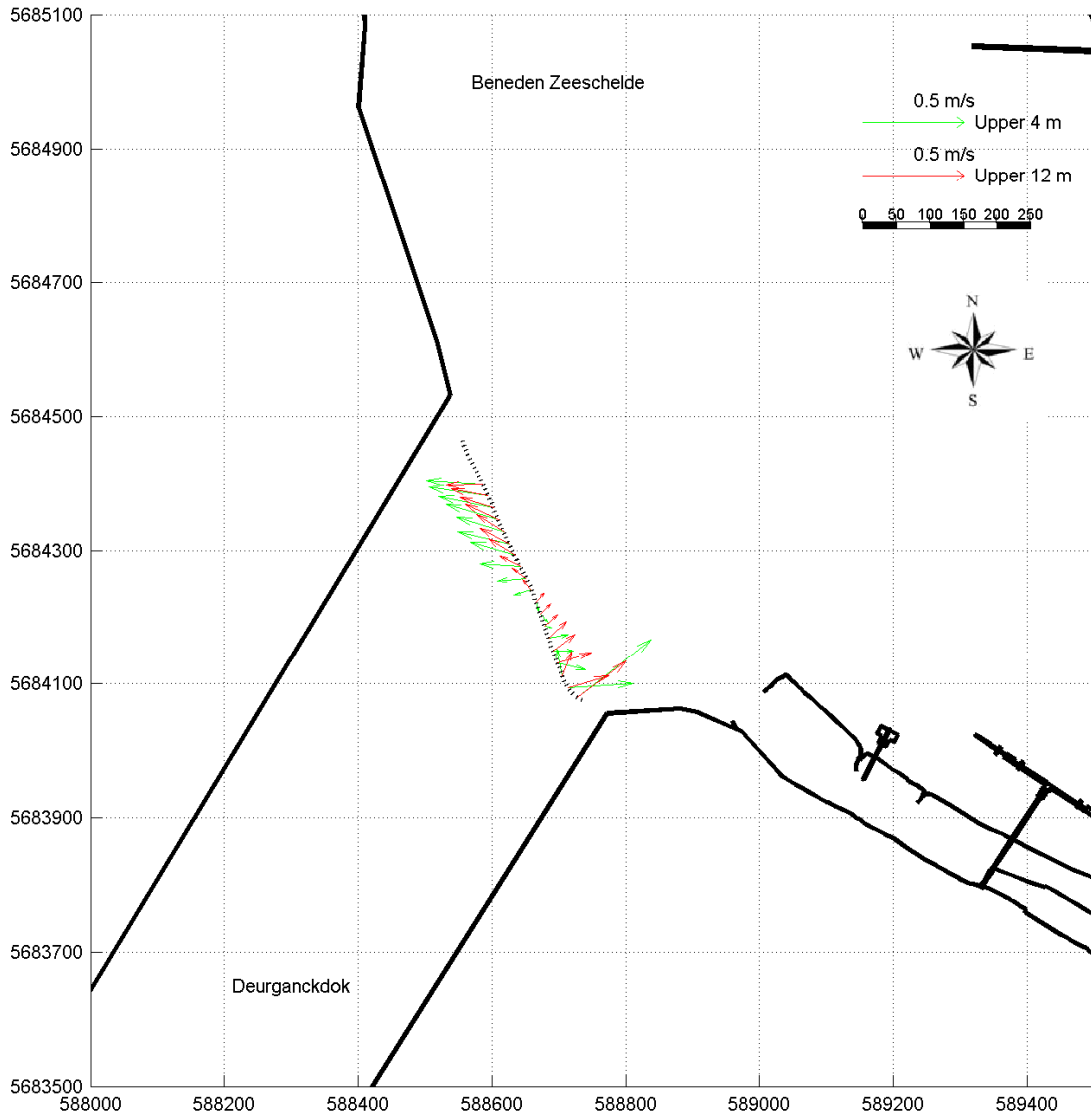 5685100
Beneden Zeeschelde
0.5 m/s
Upper 4 m
5684900
0.5 m/s
Upper 12 m
0 50 100 150 200 250
5684700
N
W E
S
5684500
5684300
5684100
5683900
5683700
Deurganckdok
5683500
588000 588200 588400 588600 588800 589000 589200 589400